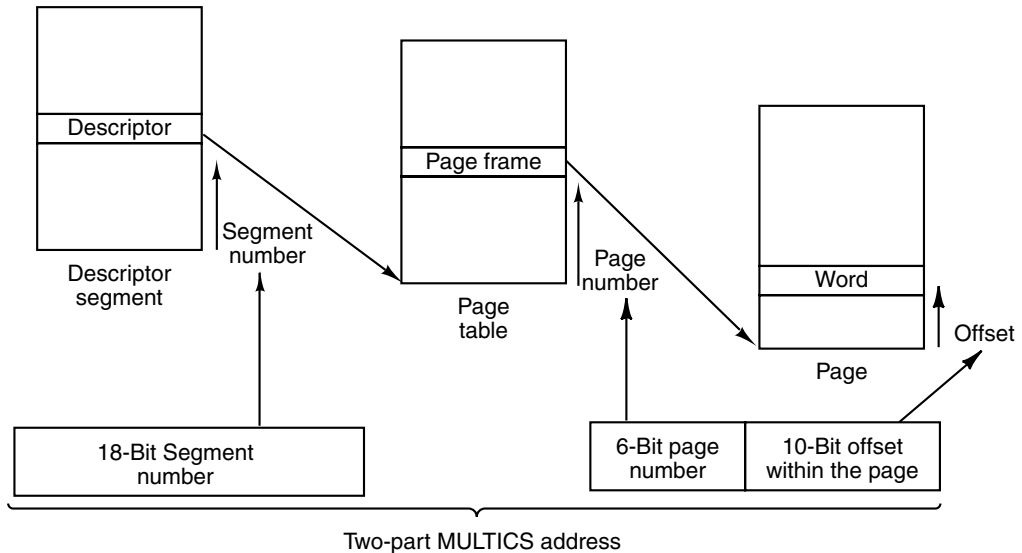 Descriptor
Segment
number
Descriptor
segment
Page frame
Page
number
Page
table
Word
Offset
Page
18-Bit Segment
number
6-Bit page
number
10-Bit offset
within the page
Two-part MULTICS address